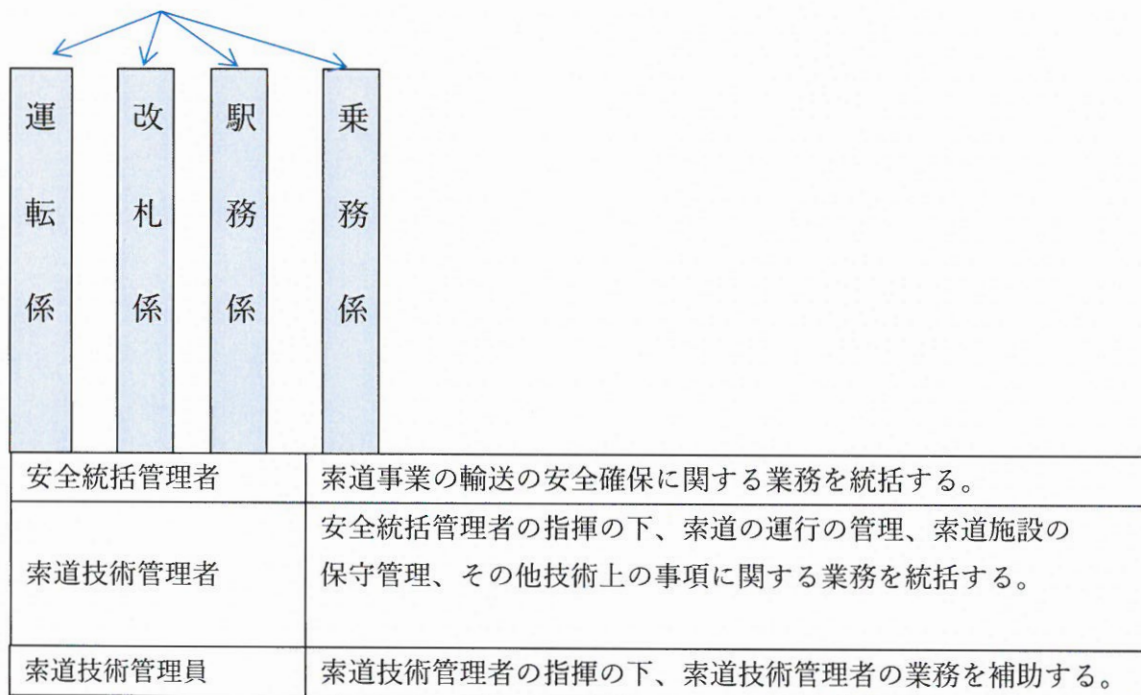 運転係
改札係
駅務係
乗務係
安全統括管理者
索道事業の輸送の安全確保に関する業務を統括する。
索道技術管理者
安全統括管理者の指揮の下、索道の運行の管理、索道施設の
保守管理、その他技術上の事項に関する業務を統括する。
索道技術管理員
索道技術管理者の指揮の下、索道技術管理者の業務を補助する。